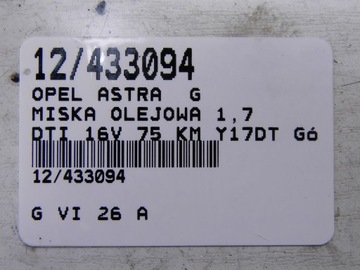 12/433094
OPEL ASTRA G
MISKA OLEJOWA 1,7
DTI 16V 75 KM Y17DT Gó
12/433094
G VI 26 A